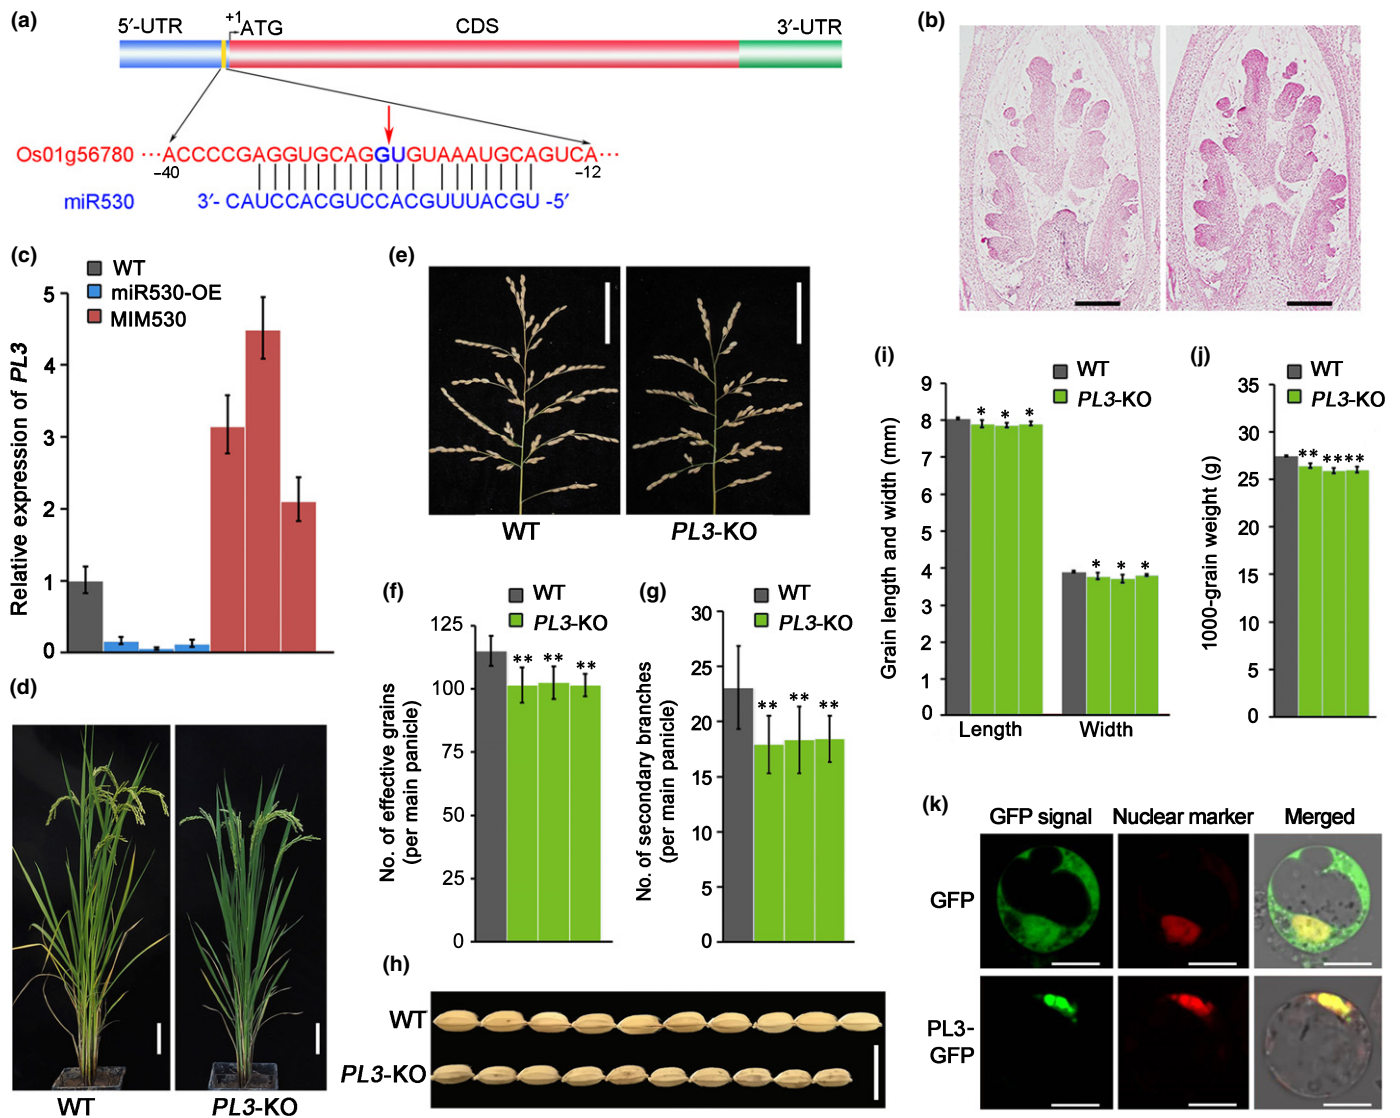 (a)
5′-UTR
+1
ATG
CDS
3′-UTR
Os01g56780 ···ACCCCGAGGUGCAGGUGUAAAUGCAGUCA···
−40
−12
miR530 3′- CAUCCACGUCCACGUUUACGU -5′
(b)
(c)
WT
miR530-OE
MIM530
Relative expression of PL3
5
4
3
2
1
0
(d)
WT
PL3-KO
(e)
WT
PL3-KO
(f)
WT
PL3-KO
No. of effective grains
(per main panicle)
125
100
75
50
25
0
** ** **
(g)
WT
PL3-KO
No. of secondary branches
(per main panicle)
30
25
20
15
10
5
0
** ** **
(h)
WT
PL3-KO
(i)
WT
PL3-KO
Grain length and width (mm)
9
8
7
6
5
4
3
2
1
0
* * *
* * *
Length
Width
(j)
WT
PL3-KO
1000-grain weight (g)
35
30
25
20
15
10
5
0
** ****
(k)
GFP signal
Nuclear marker
Merged
GFP
PL3-
GFP